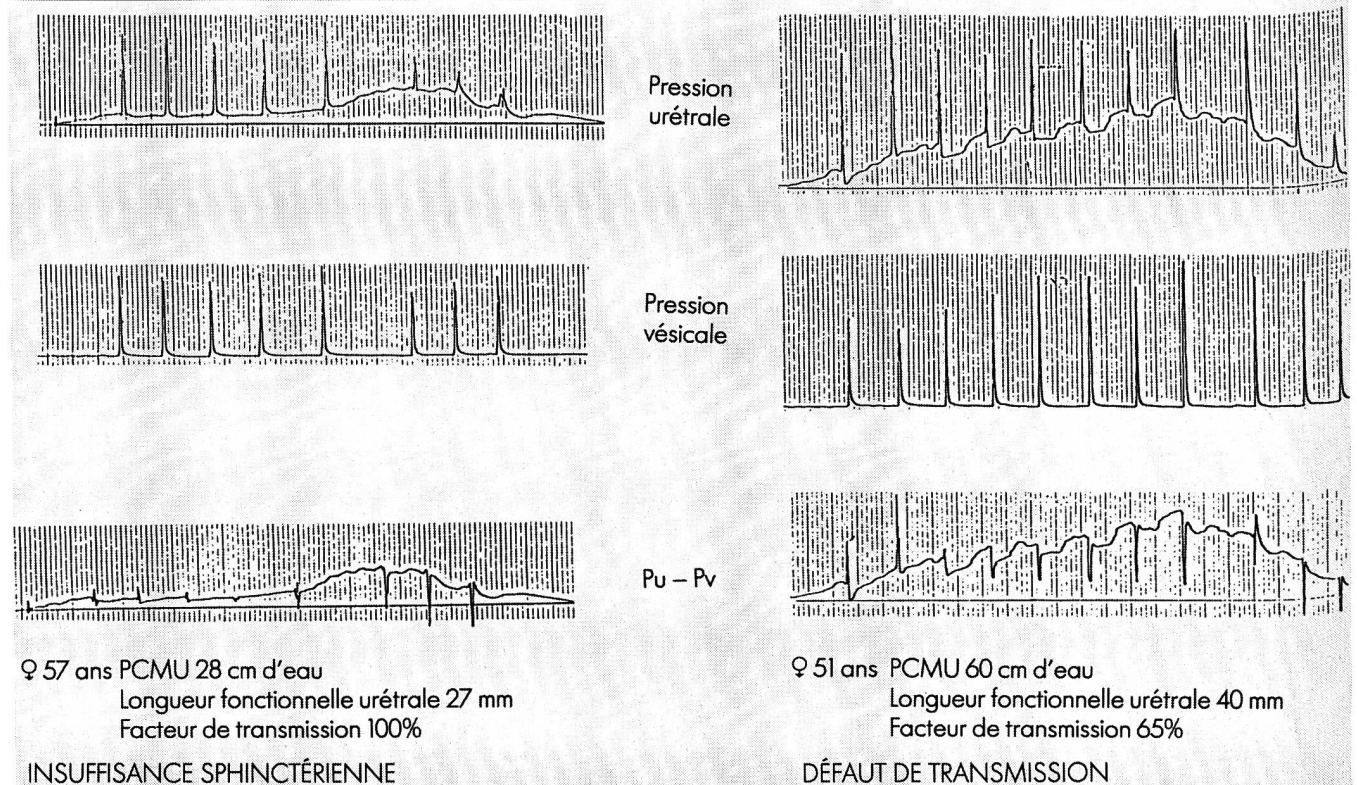 Pression
urétrale
Pression
vésicale
Pu – Pv
♀ 57 ans PCMU 28 cm d'eau
Longueur fonctionnelle urétrale 27 mm
Facteur de transmission 100%
INSUFFISANCE SPHINCTÉRIENNE
♀ 51 ans PCMU 60 cm d'eau
Longueur fonctionnelle urétrale 40 mm
Facteur de transmission 65%
DÉFAUT DE TRANSMISSION